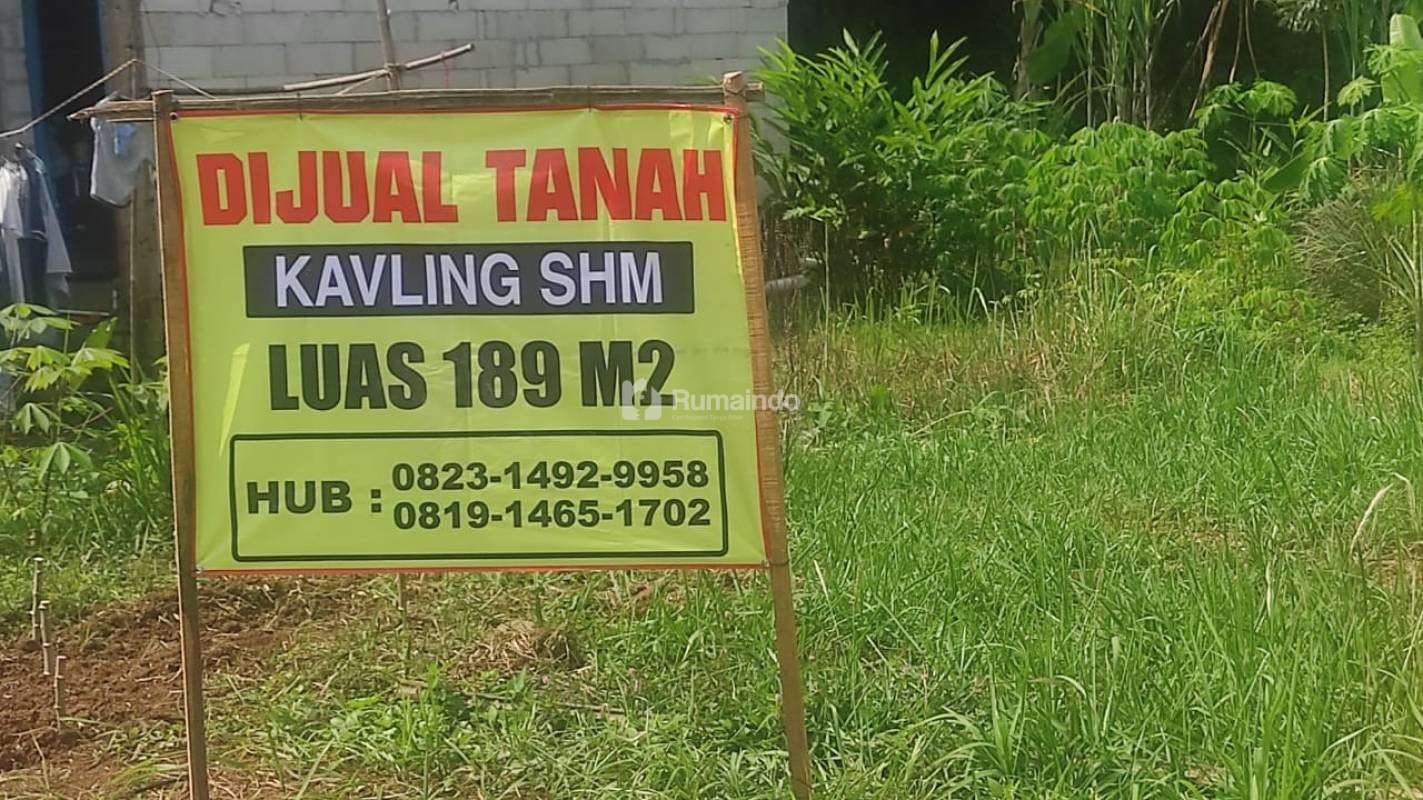 DIJUAL TANAH
KAVLING SHM
LUAS 189 M2
Rumaindo
HUB : 0823-1492-9958
0819-1465-1702